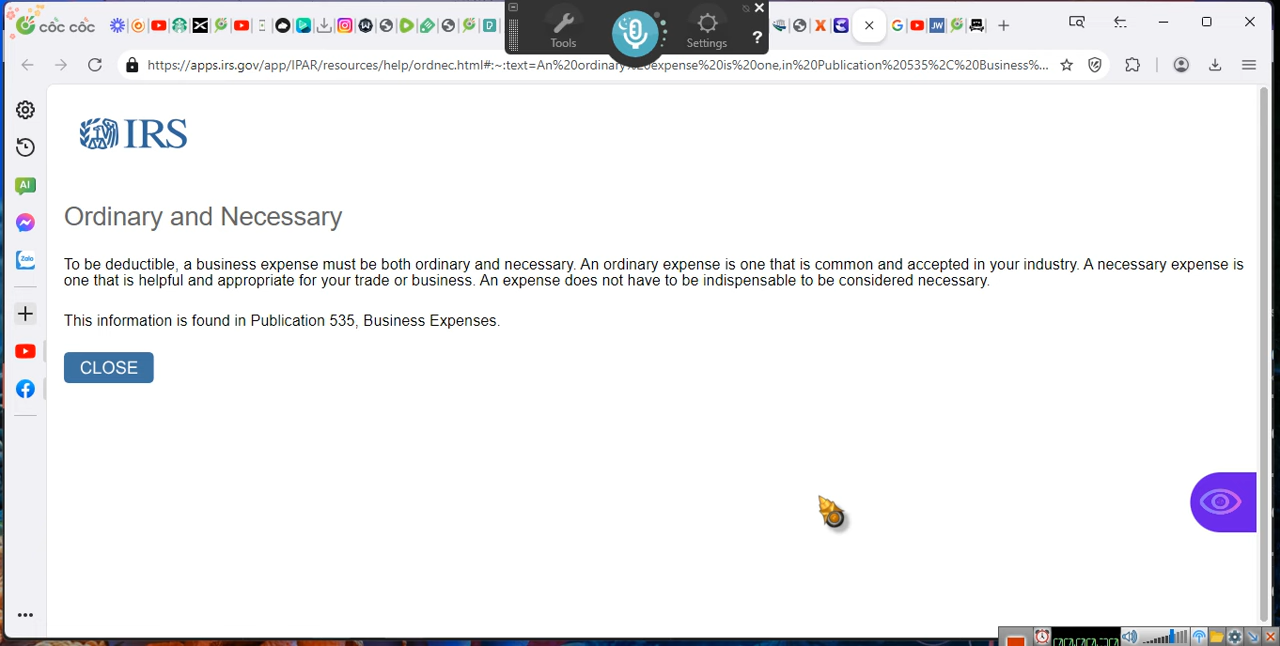 cốc cốc
Tools
Settings
?
https://apps.irs.gov/app/IPAR/resources/help/ordnec.html#:~:text=An%20ordinary%20expense%20is%20one,in%20Publication%20535%2C%20Business%...
AI
Zalo
IRS
Ordinary and Necessary
To be deductible, a business expense must be both ordinary and necessary. An ordinary expense is one that is common and accepted in your industry. A necessary expense is
one that is helpful and appropriate for your trade or business. An expense does not have to be indispensable to be considered necessary.
This information is found in Publication 535, Business Expenses.
CLOSE